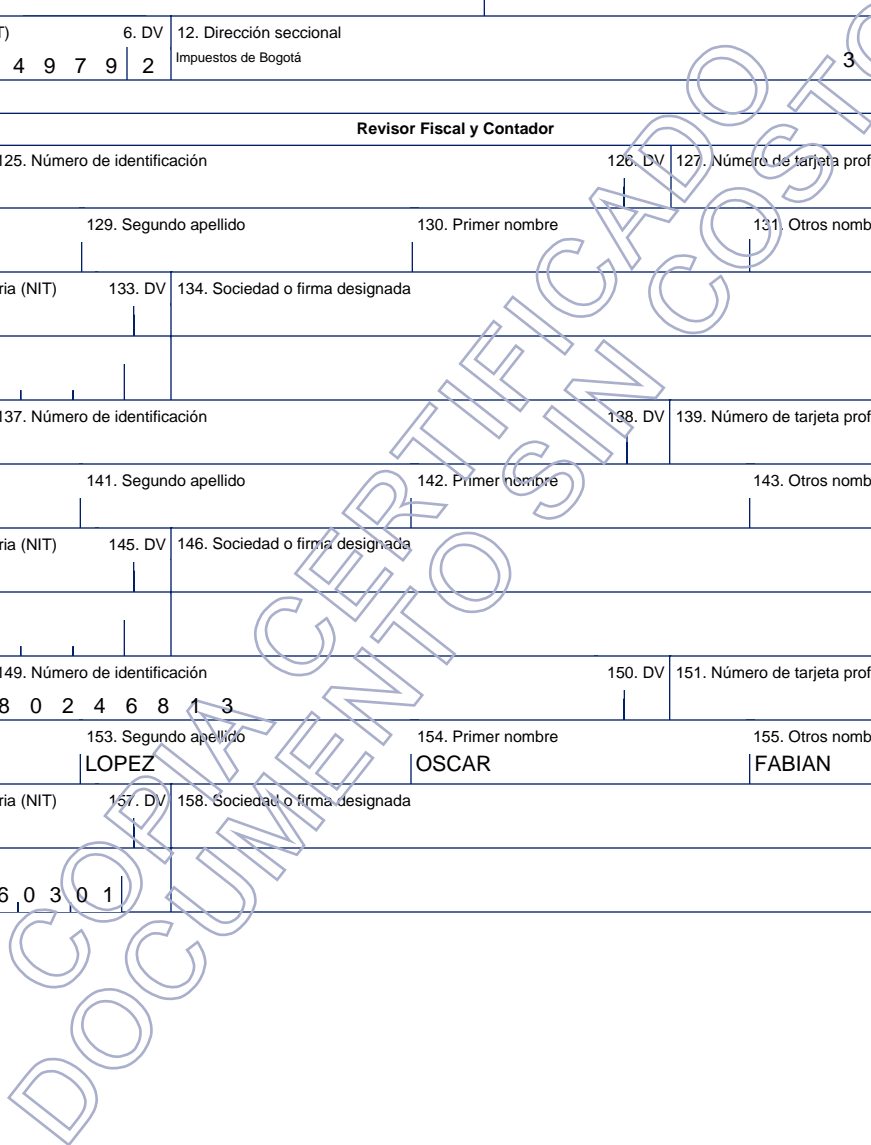 T) 6. DV 12. Dirección seccional
4 9 7 9 2 Impuestos de Bogotá 3
Revisor Fiscal y Contador
125. Número de identificación 126. DV 127. Número de tarjeta prof
129. Segundo apellido 130. Primer nombre 131. Otros nomb
ria (NIT) 133. DV 134. Sociedad o firma designada
137. Número de identificación 138. DV 139. Número de tarjeta prof
141. Segundo apellido 142. Primer nombre 143. Otros nomb
ria (NIT) 145. DV 146. Sociedad o firma designada
149. Número de identificación 150. DV 151. Número de tarjeta prof
8 0 2 4 6 8 1 3
153. Segundo apellido 154. Primer nombre 155. Otros nomb
LOPEZ OSCAR FABIAN
ria (NIT) 157. DV 158. Sociedad o firma designada
6 0 3 0 1
COPIA CERTIFICADO
DOCUMENTO SIN COSTO